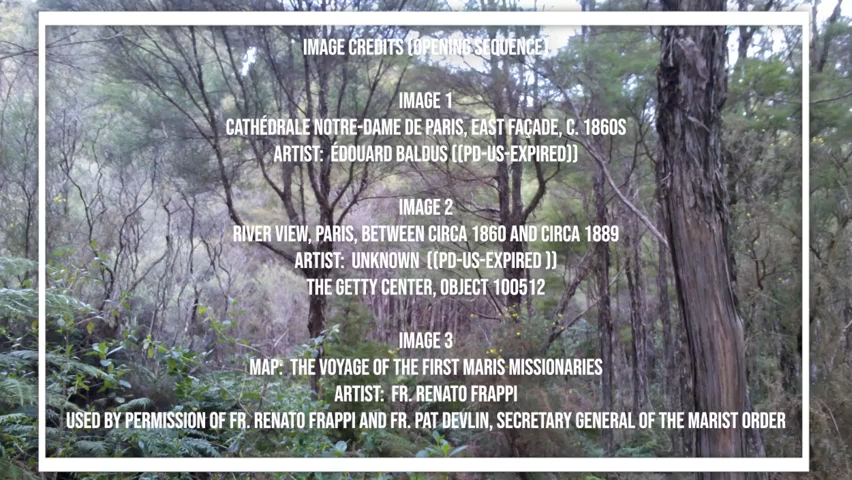 IMAGE CREDITS (OPENING SEQUENCE)
IMAGE 1
CATHÉDRALE NOTRE-DAME DE PARIS, EAST FAÇADE, C. 1860S
ARTIST: ÉDOUARD BALDUS ((PD-US-EXPIRED))
IMAGE 2
RIVER VIEW, PARIS, BETWEEN CIRCA 1860 AND CIRCA 1889
ARTIST: UNKNOWN ((PD-US-EXPIRED ))
THE GETTY CENTER, OBJECT 100512
IMAGE 3
MAP: THE VOYAGE OF THE FIRST MARIS MISSIONARIES
ARTIST: FR. RENATO FRAPPI
USED BY PERMISSION OF FR. RENATO FRAPPI AND FR. PAT DEVLIN, SECRETARY GENERAL OF THE MARIST ORDER